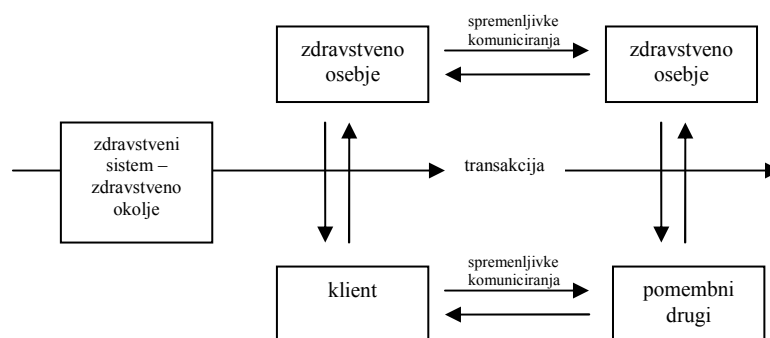 spremenljivke
komuniciranja
zdravstveno
osebje
zdravstveno
osebje
zdravstveni
sistem –
zdravstveno
okolje
transakcija
spremenljivke
komuniciranja
klient
pomembni
drugi